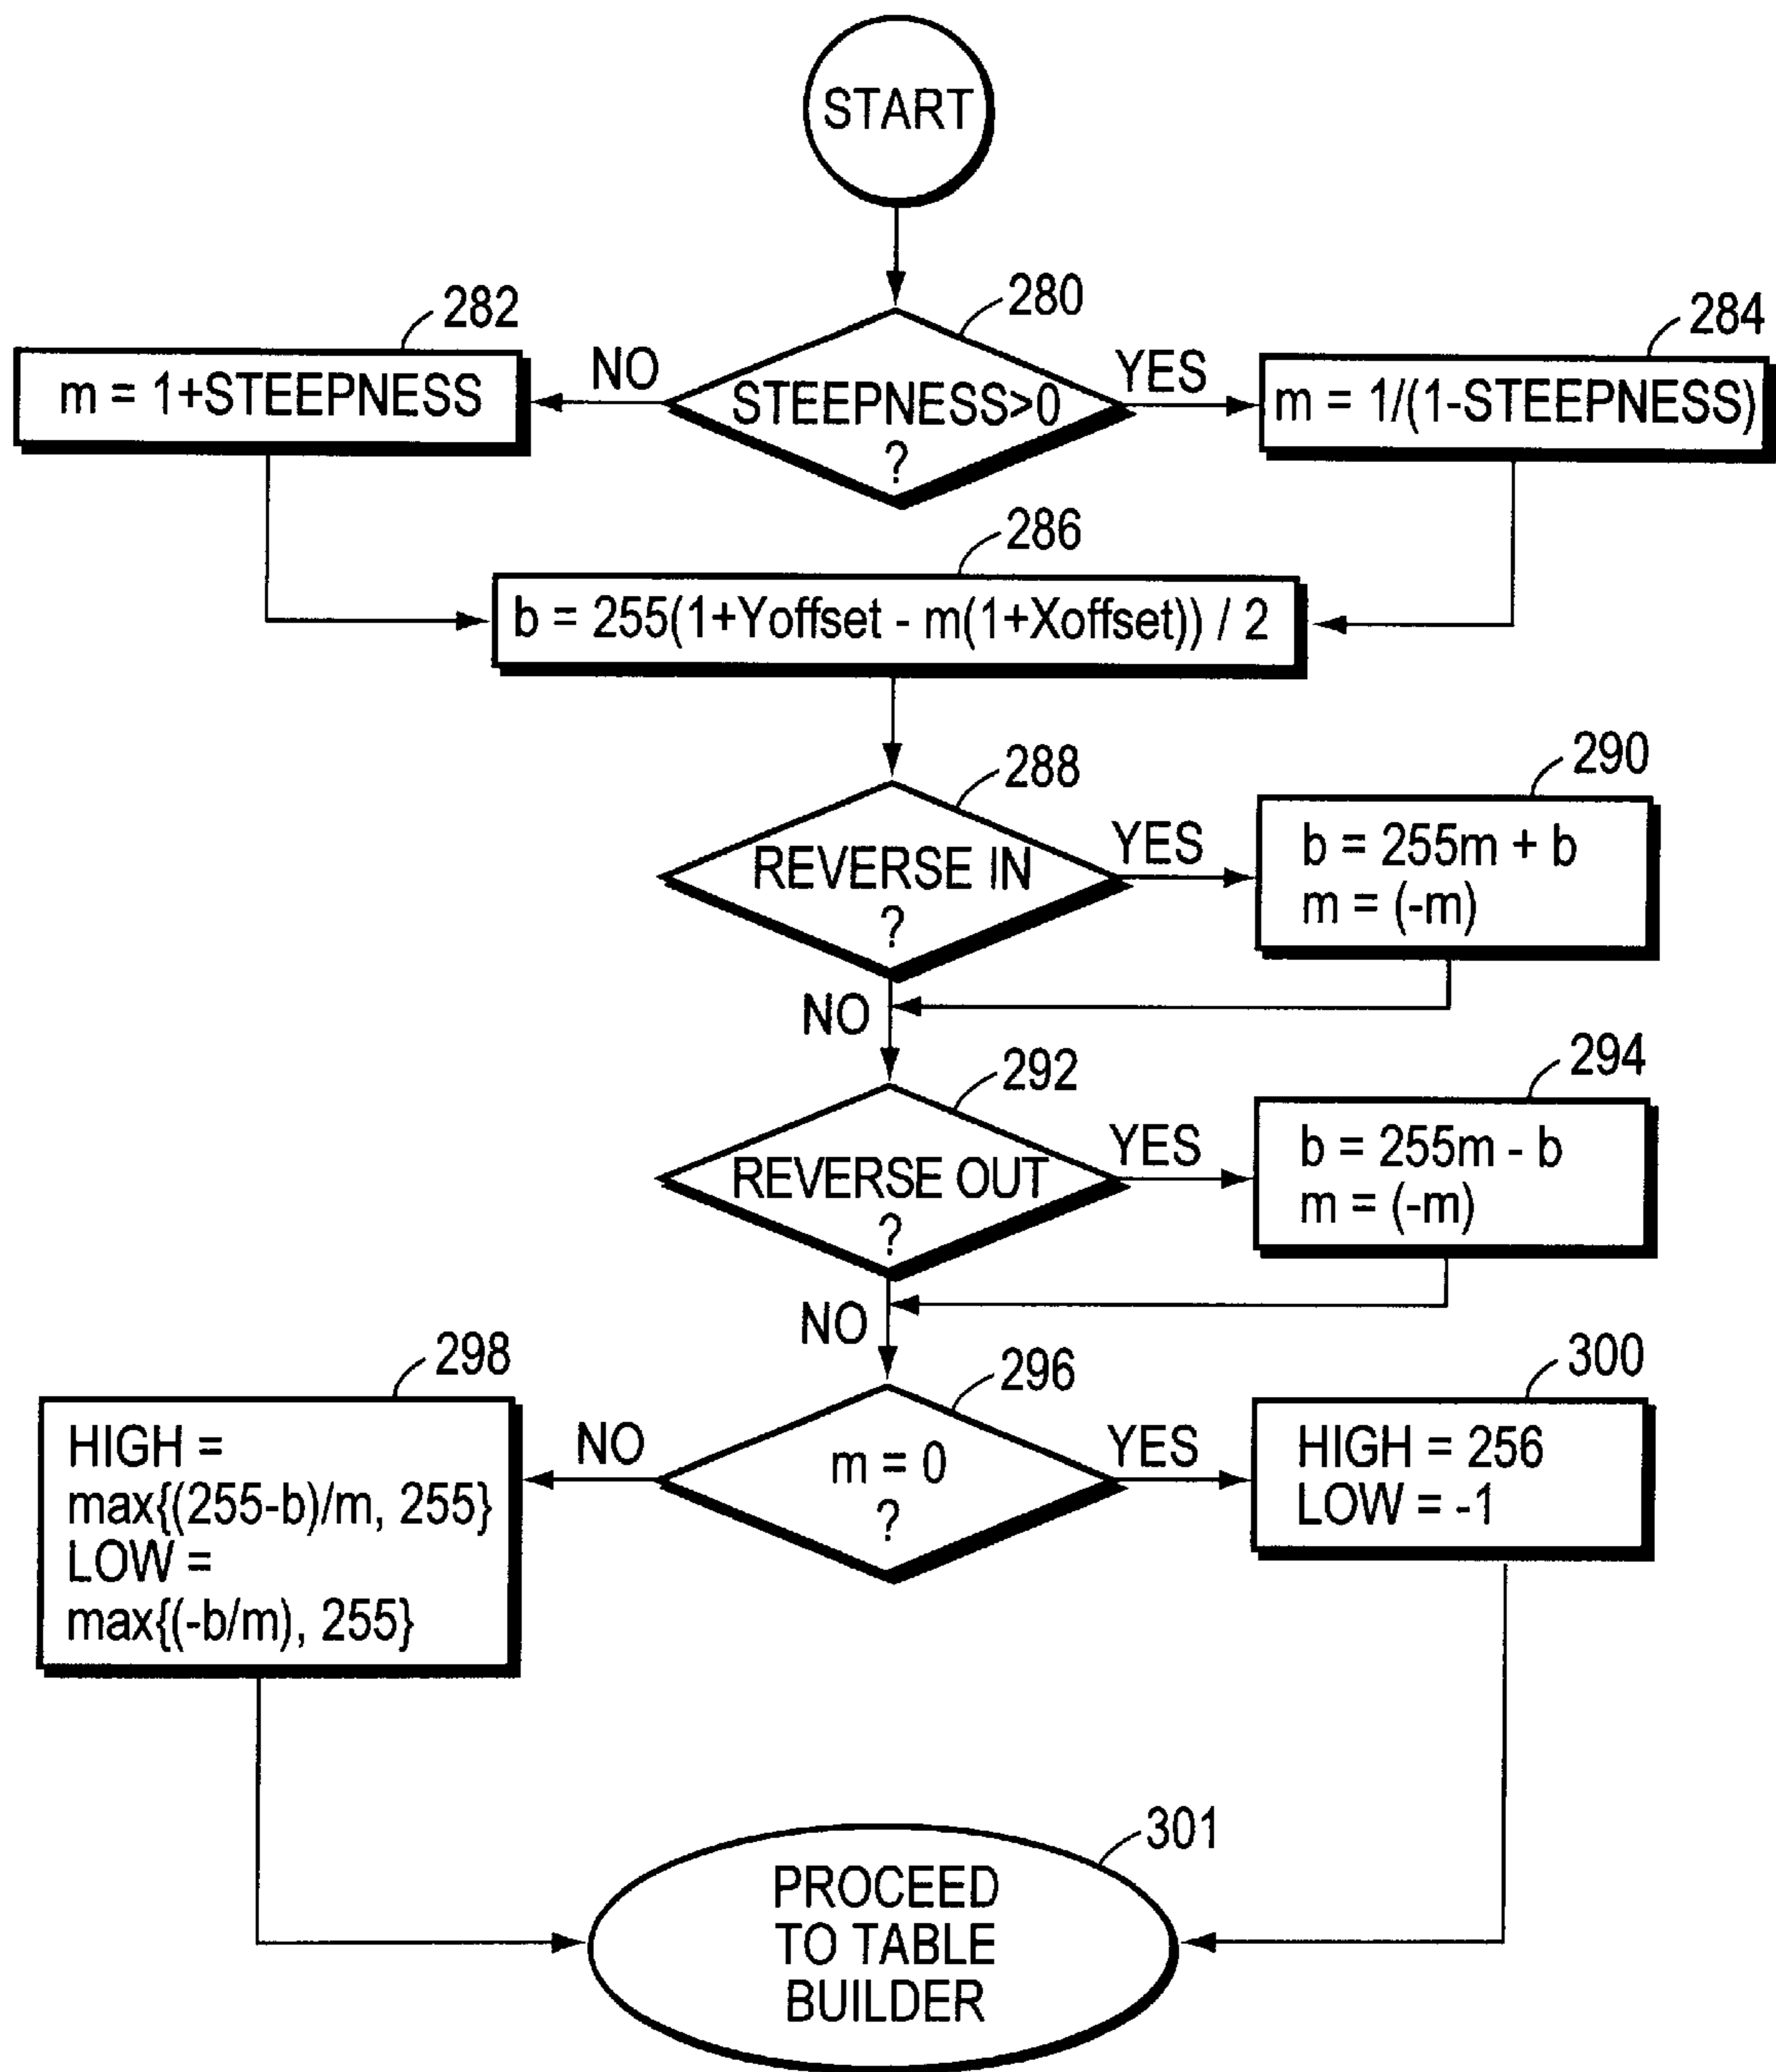 START
280
282
284
m = 1+STEEPNESS
NO
STEEPNESS>0
?
YES
m = 1/(1-STEEPNESS)
286
b = 255(1+Yoffset - m(1+Xoffset)) / 2
288
290
REVERSE IN
?
YES
b = 255m + b
m = (-m)
NO
292
294
REVERSE OUT
?
YES
b = 255m - b
m = (-m)
NO
296
298
300
HIGH =
max{(255-b)/m, 255}
LOW =
max{(-b/m), 255}
NO
m = 0
?
YES
HIGH = 256
LOW = -1
301
PROCEED
TO TABLE
BUILDER